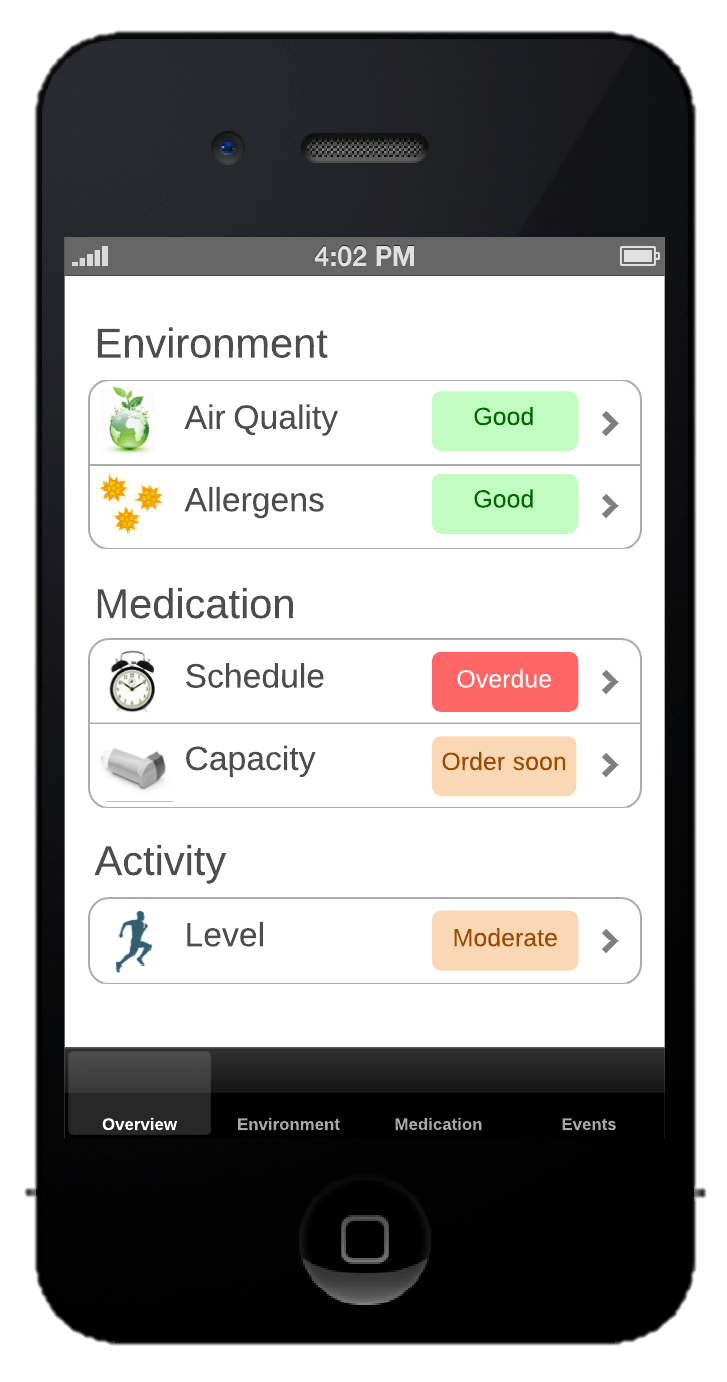 4:02 PM
Environment
Air Quality Good
Allergens Good
Medication
Schedule Overdue
Capacity Order soon
Activity
Level Moderate
Overview Environment Medication Events